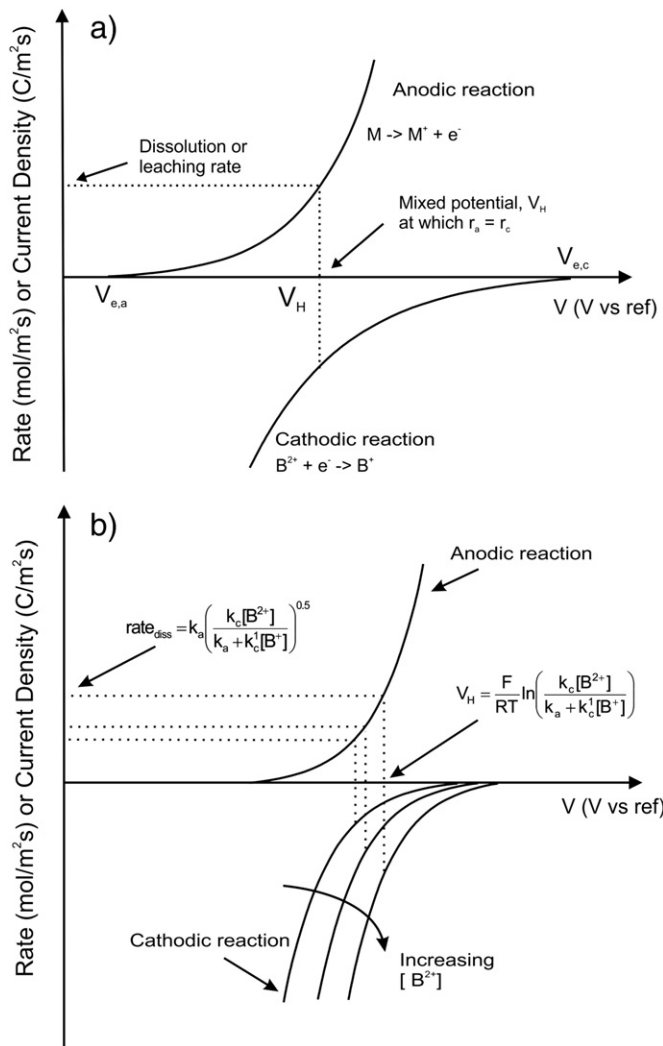 a)
Rate (mol/m²s) or Current Density (C/m²s)
Anodic reaction
M -> M⁺ + e⁻
Dissolution or
leaching rate
Mixed potential, V_H
at which r_a = r_c
V_e,a
V_H
V_e,c
V (V vs ref)
Cathodic reaction
B²⁺ + e⁻ -> B⁺
b)
Rate (mol/m²s) or Current Density (C/m²s)
Anodic reaction
rate_diss = k_a(k_c[B²⁺] / k_a + k_c¹[B⁺])^0.5
V_H = F/RT ln(k_c[B²⁺] / k_a + k_c¹[B⁺])
V (V vs ref)
Cathodic reaction
Increasing
[ B²⁺]